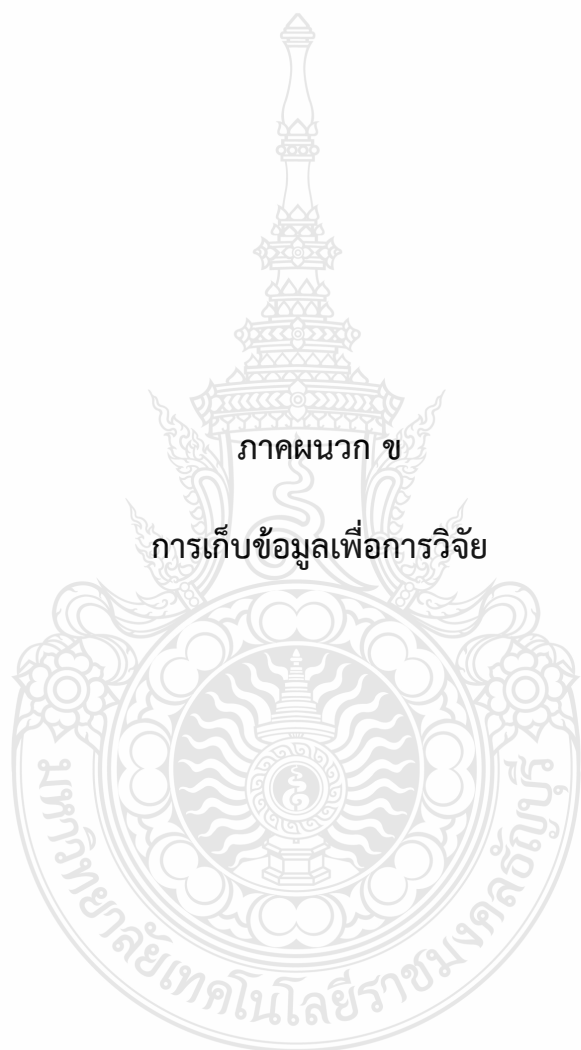 ภาคผนวก ข
การเก็บข้อมูลเพื่อการวิจัย
มหาวิทยาลัยเทคโนโลยีราชมงคลธัญบุรี